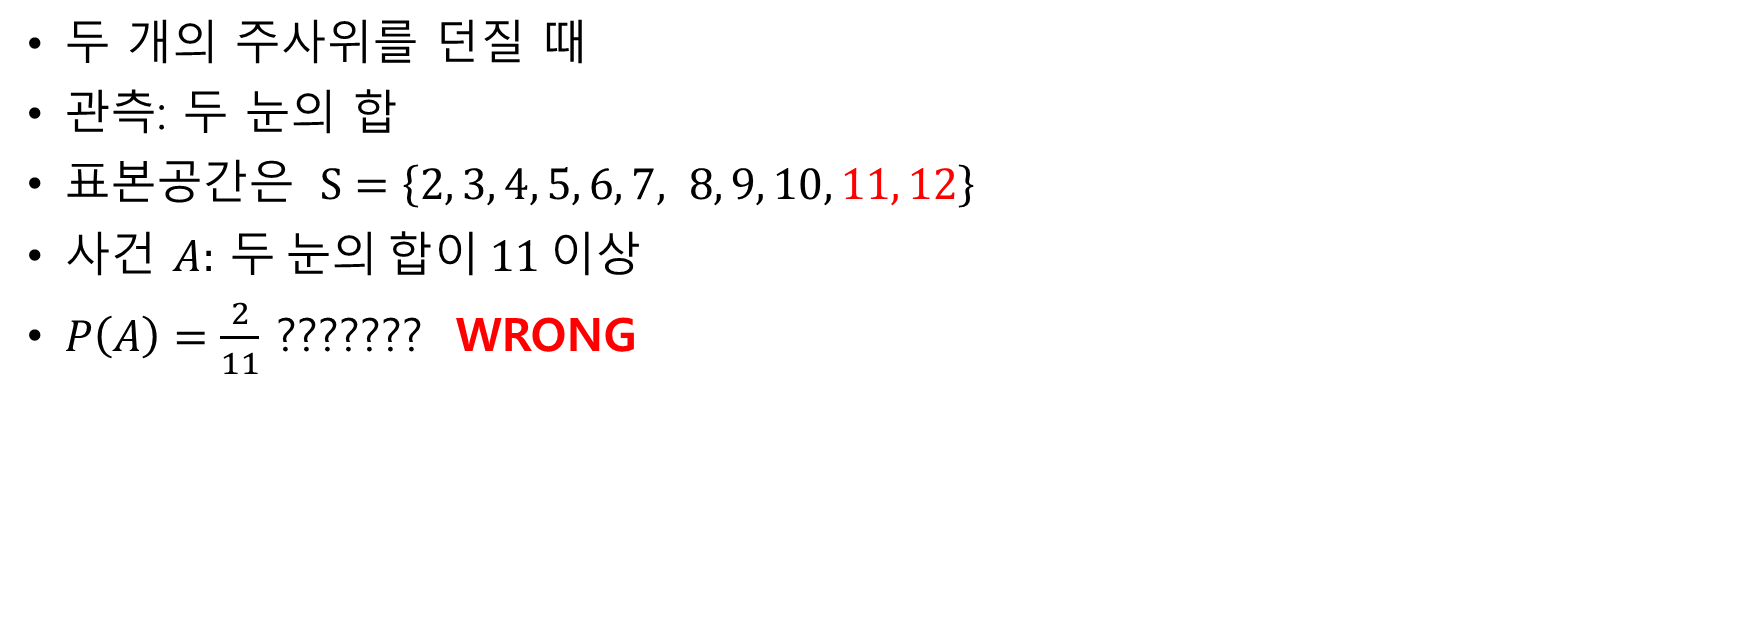 • 두 개의 주사위를 던질 때
• 관측: 두 눈의 합
• 표본공간은 S = {2, 3, 4, 5, 6, 7, 8, 9, 10, 11, 12}
• 사건 A: 두 눈의 합이 11 이상
• P(A) = 2/11 ??????? WRONG